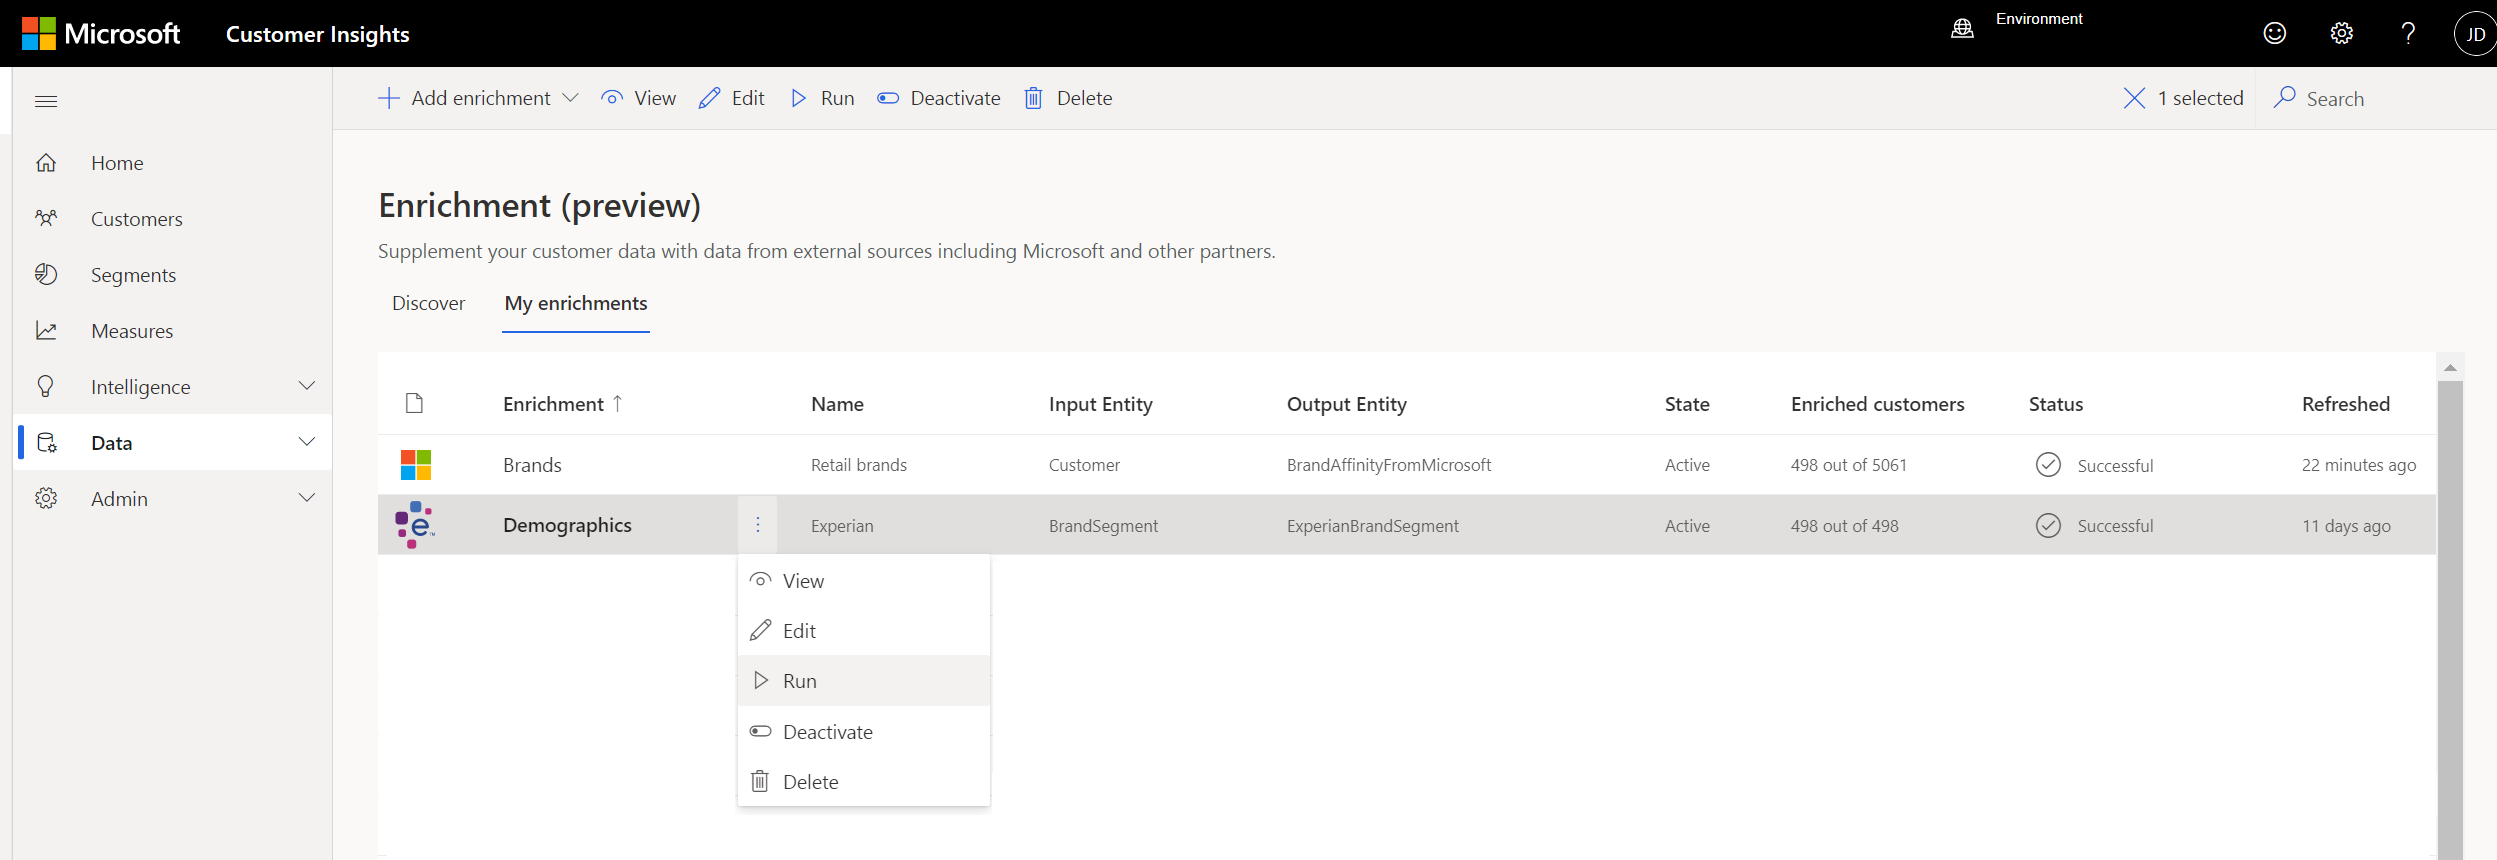 Microsoft Customer Insights Environment JD
Add enrichment View Edit Run Deactivate Delete 1 selected Search
Home
Customers
Segments
Measures
Intelligence
Data
Admin
Enrichment (preview)
Supplement your customer data with data from external sources including Microsoft and other partners.
Discover My enrichments
Enrichment ↑ Name Input Entity Output Entity State Enriched customers Status Refreshed
Brands Retail brands Customer BrandAffinityFromMicrosoft Active 498 out of 5061 Successful 22 minutes ago
Demographics Experian BrandSegment ExperianBrandSegment Active 498 out of 498 Successful 11 days ago
View
Edit
Run
Deactivate
Delete